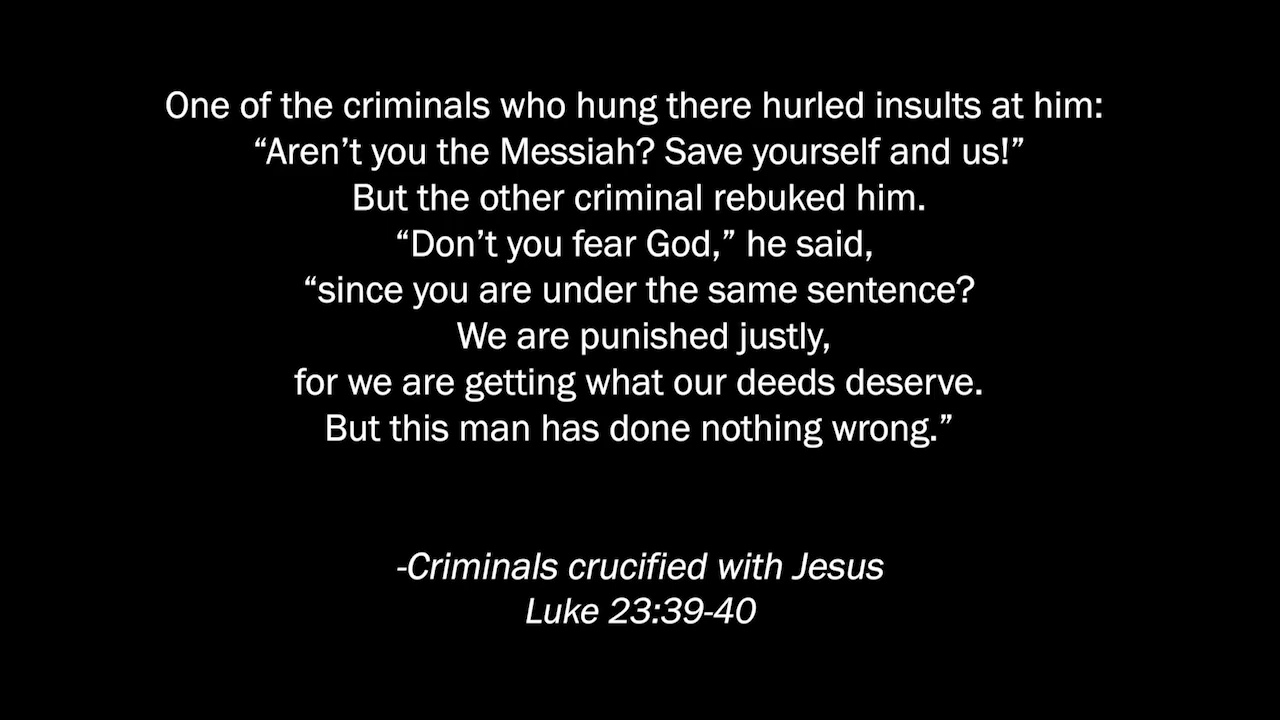 One of the criminals who hung there hurled insults at him:
“Aren’t you the Messiah? Save yourself and us!”
But the other criminal rebuked him.
“Don’t you fear God,” he said,
“since you are under the same sentence?
We are punished justly,
for we are getting what our deeds deserve.
But this man has done nothing wrong.”
-Criminals crucified with Jesus
Luke 23:39-40